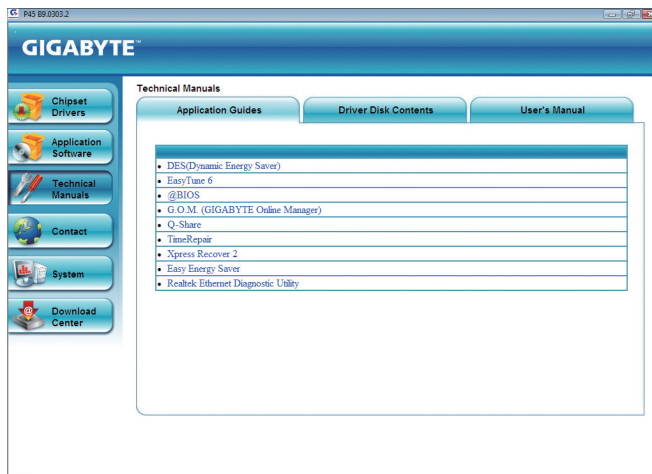 P45 B9.0303.2
GIGABYTE™
Chipset
Drivers
Application
Software
Technical
Manuals
Contact
System
Download
Center
Technical Manuals
Application Guides
Driver Disk Contents
User's Manual
• DES(Dynamic Energy Saver)
• EasyTune 6
• @BIOS
• G.O.M. (GIGABYTE Online Manager)
• Q-Share
• TimeRepair
• Xpress Recover 2
• Easy Energy Saver
• Realtek Ethernet Diagnostic Utility